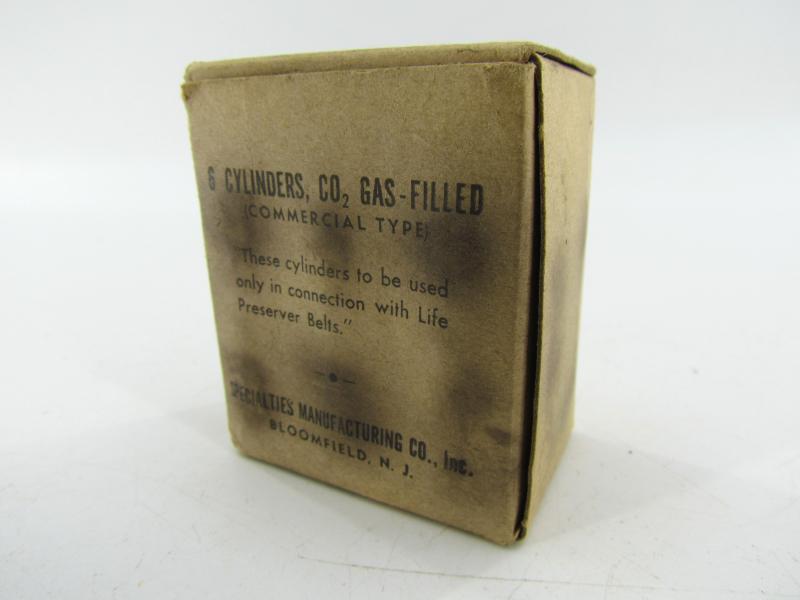 6 CYLINDERS, CO₂ GAS-FILLED
(COMMERCIAL TYPE)
"These cylinders to be used
only in connection with Life
Preserver Belts."
SPECIALTIES MANUFACTURING CO., Inc.
BLOOMFIELD, N. J.